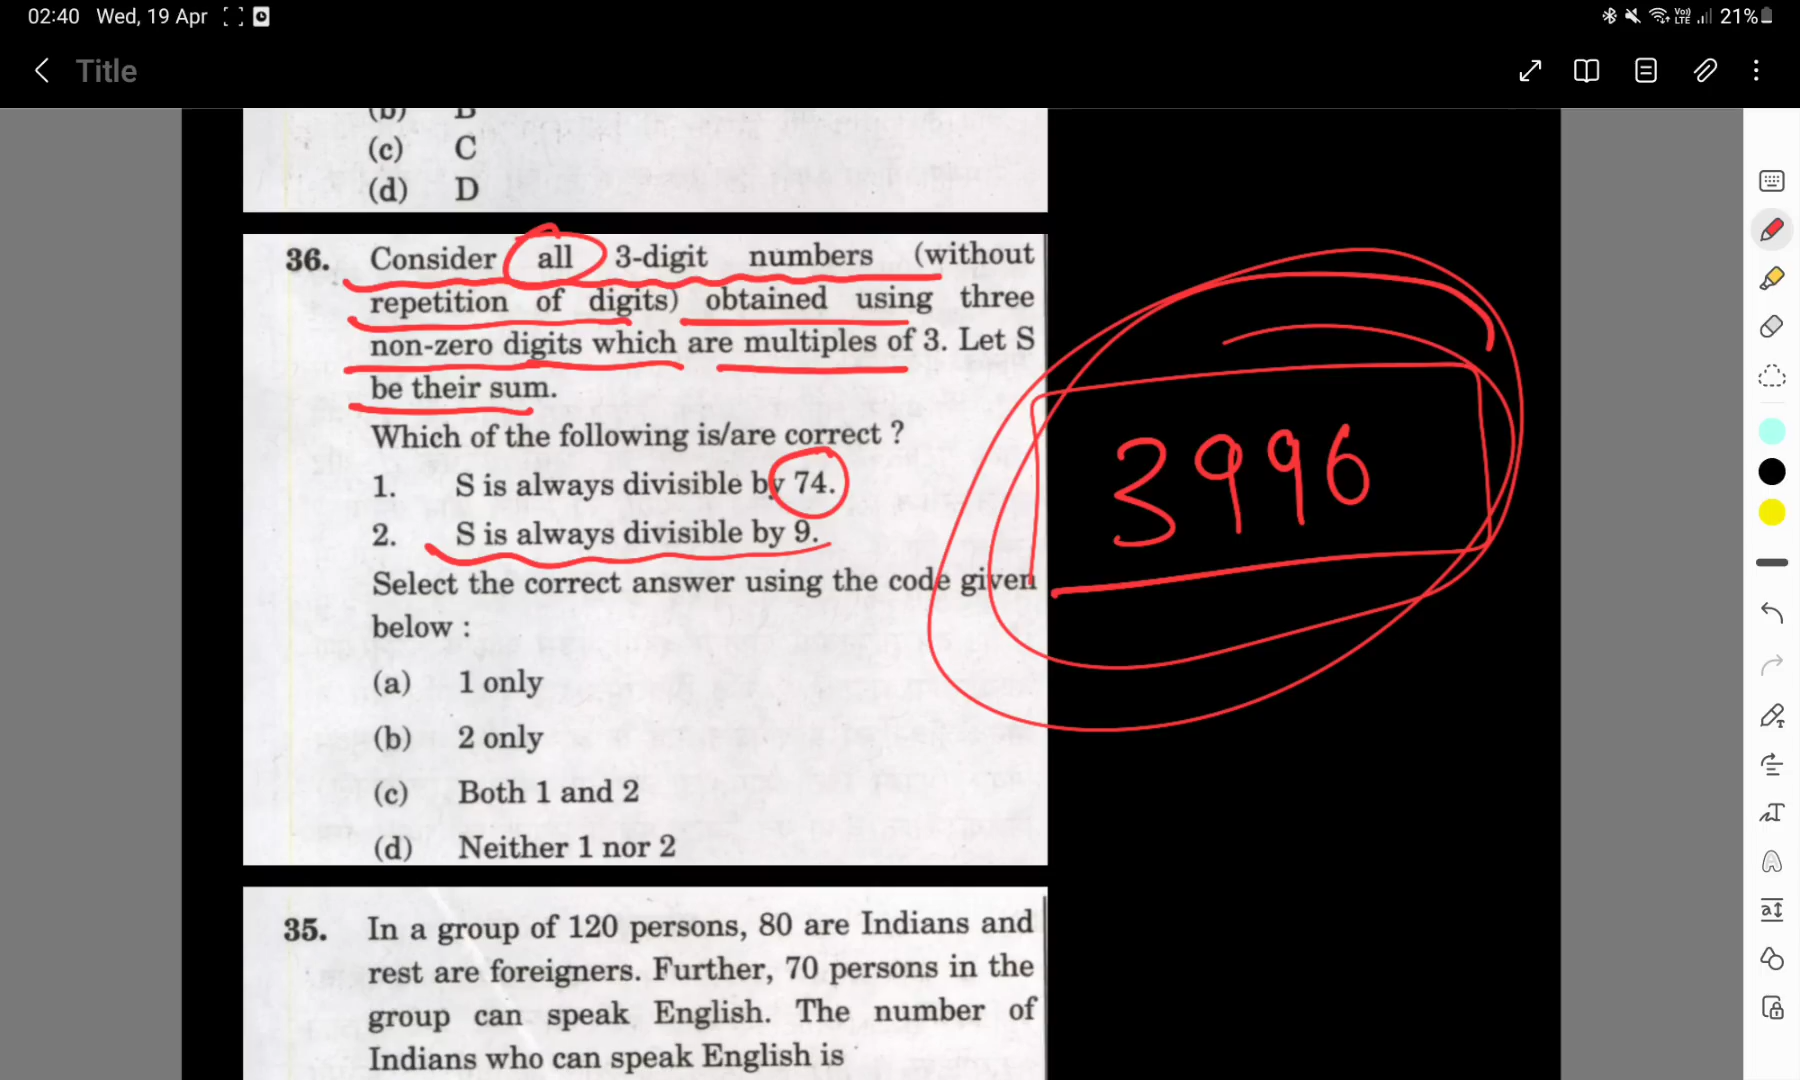 02:40 Wed, 19 Apr
Vo) LTE 21%
Title
(b) B
(c) C
(d) D
36. Consider all 3-digit numbers (without
repetition of digits) obtained using three
non-zero digits which are multiples of 3. Let S
be their sum.
Which of the following is/are correct ?
1. S is always divisible by 74.
2. S is always divisible by 9.
Select the correct answer using the code given
below :
(a) 1 only
(b) 2 only
(c) Both 1 and 2
(d) Neither 1 nor 2
3996
35. In a group of 120 persons, 80 are Indians and
rest are foreigners. Further, 70 persons in the
group can speak English. The number of
Indians who can speak English is